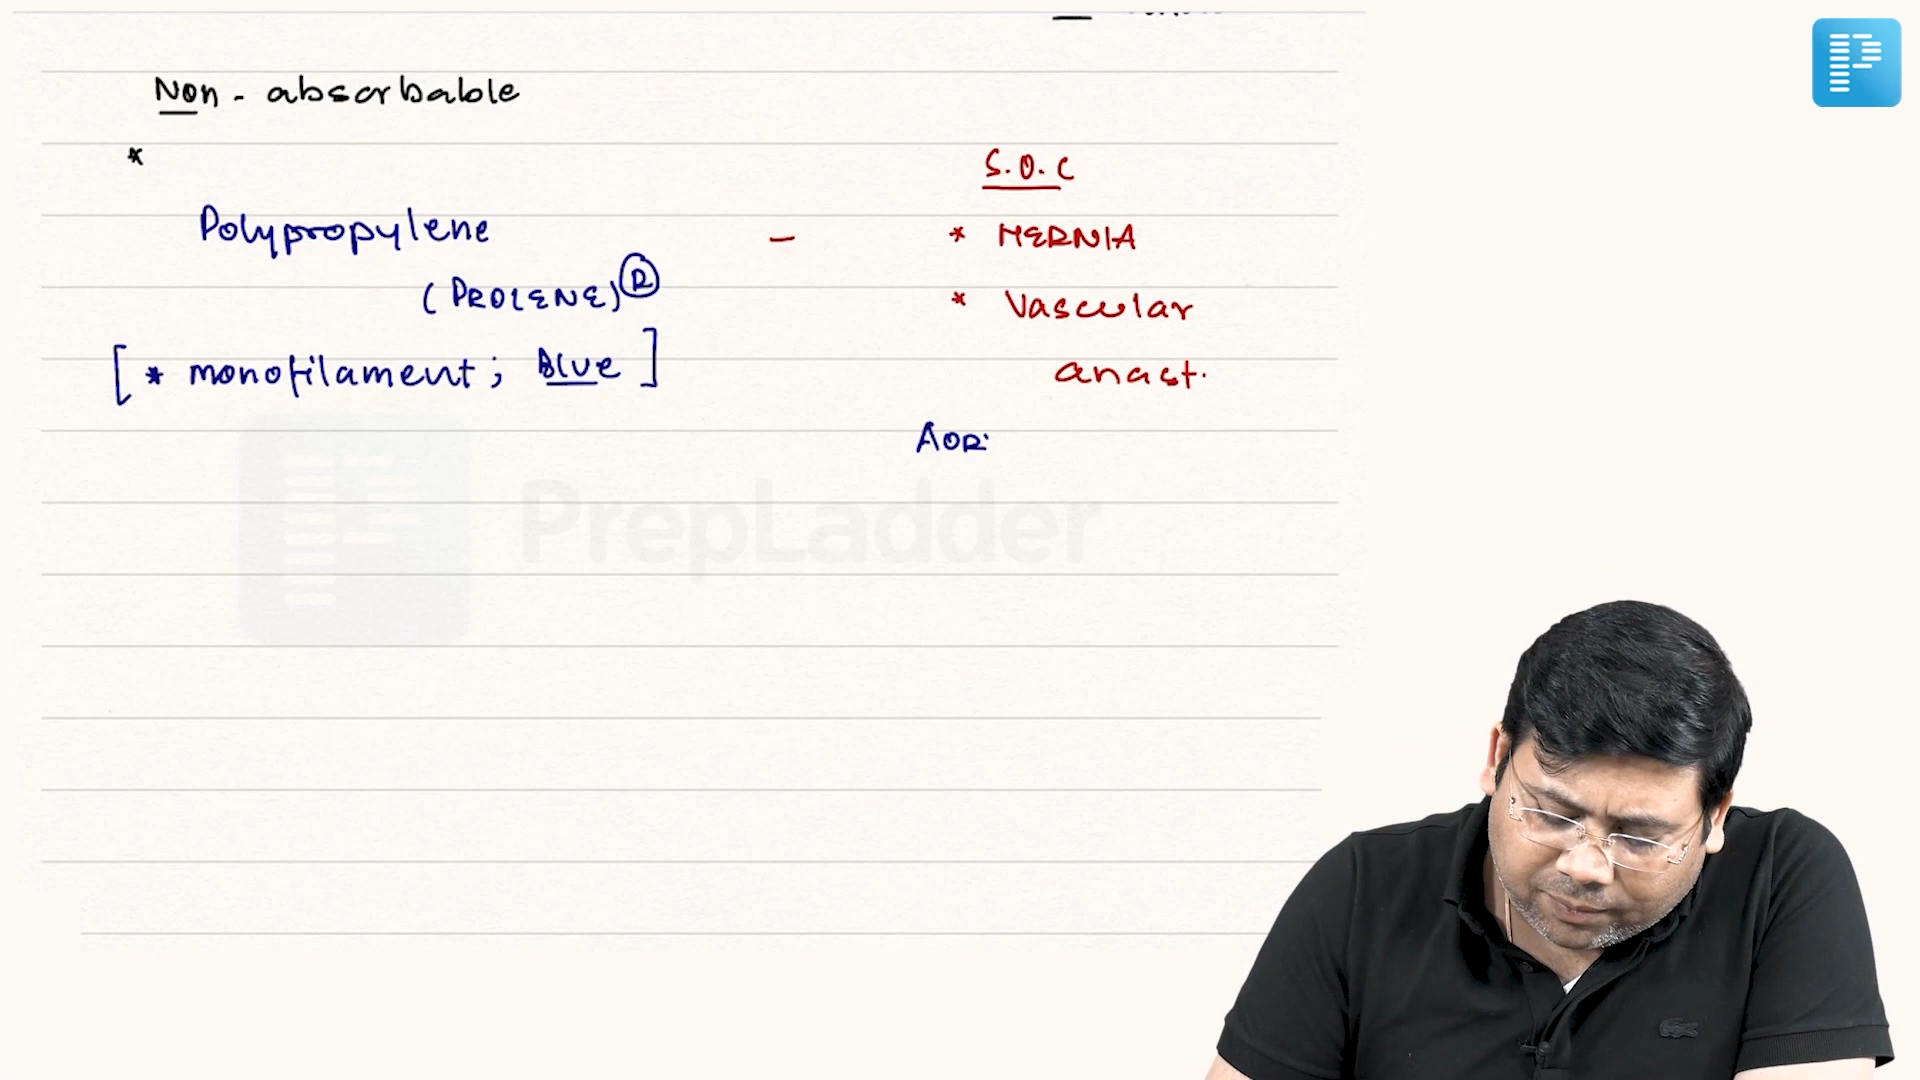 Non - absorbable
*
S.O.C
Polypropylene - * HERNIA
(PROLENE) R
* Vascular
[ * monofilament; Blue ]
anast.
AOR
PrepLadder